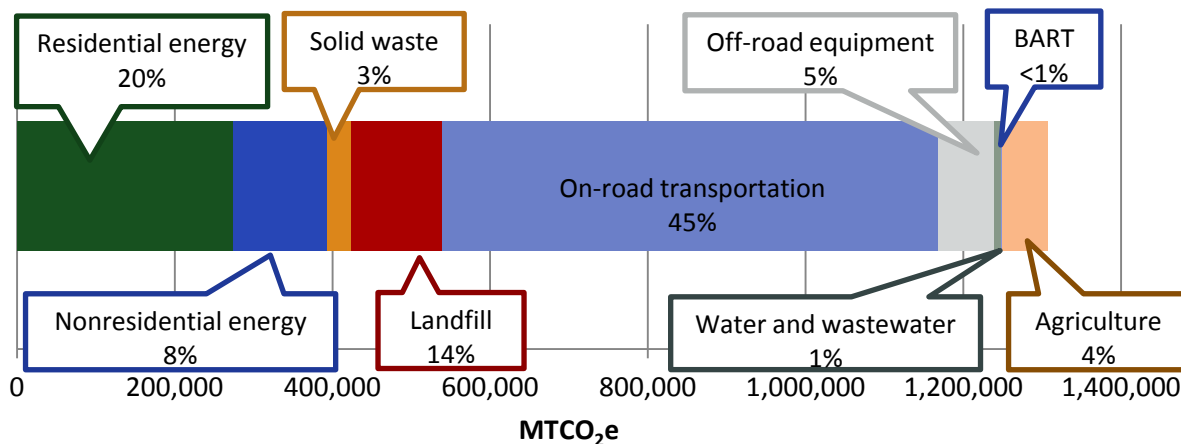 Residential energy
20%
Solid waste
3%
Off-road equipment
5%
BART
<1%
On-road transportation
45%
Nonresidential energy
8%
Landfill
14%
Water and wastewater
1%
Agriculture
4%
0 200,000 400,000 600,000 800,000 1,000,000 1,200,000 1,400,000
MTCO₂e